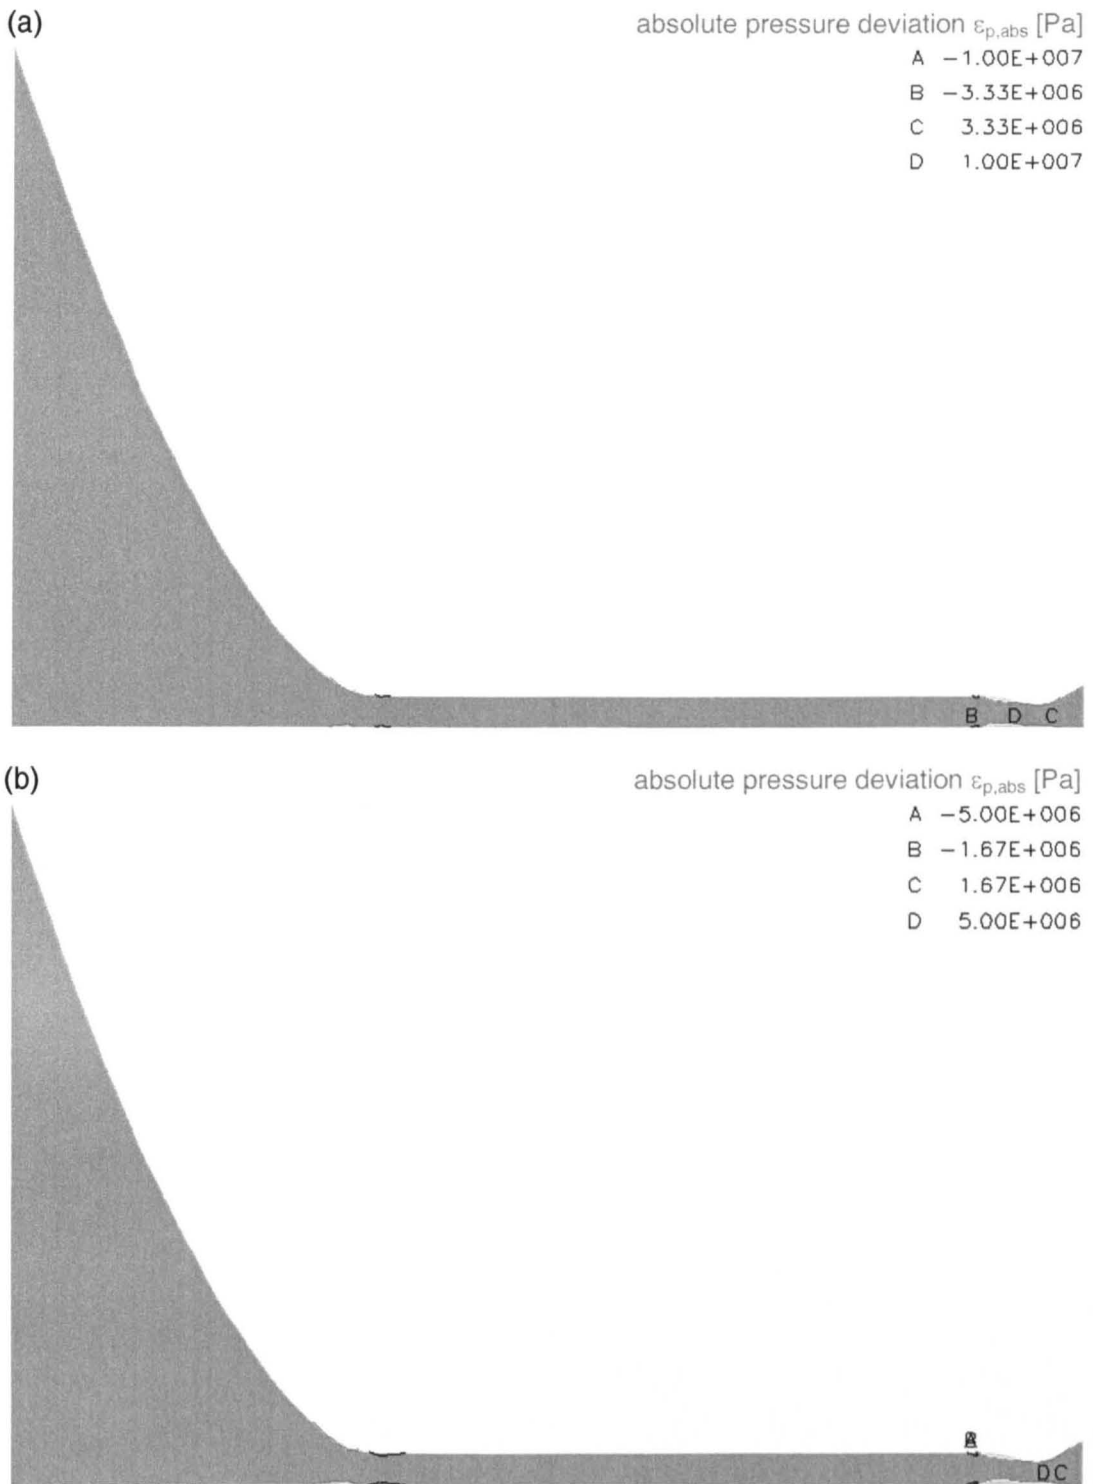 (a)
absolute pressure deviation εp,abs [Pa]
A −1.00E+007
B −3.33E+006
C 3.33E+006
D 1.00E+007
B D C
(b)
absolute pressure deviation εp,abs [Pa]
A −5.00E+006
B −1.67E+006
C 1.67E+006
D 5.00E+006
D C